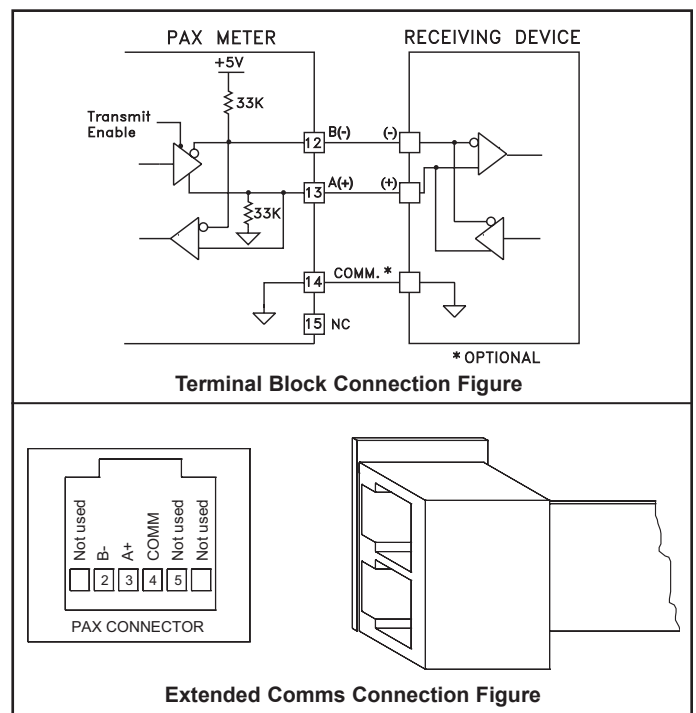 PAX METER
RECEIVING DEVICE
+5V
33K
Transmit
Enable
12 B(-) (-)
13 A(+) (+)
33K
14 COMM.*
15 NC
* OPTIONAL
Terminal Block Connection Figure
Not used
B-
A+
COMM
Not used
Not used
2 3 4 5
PAX CONNECTOR
Extended Comms Connection Figure